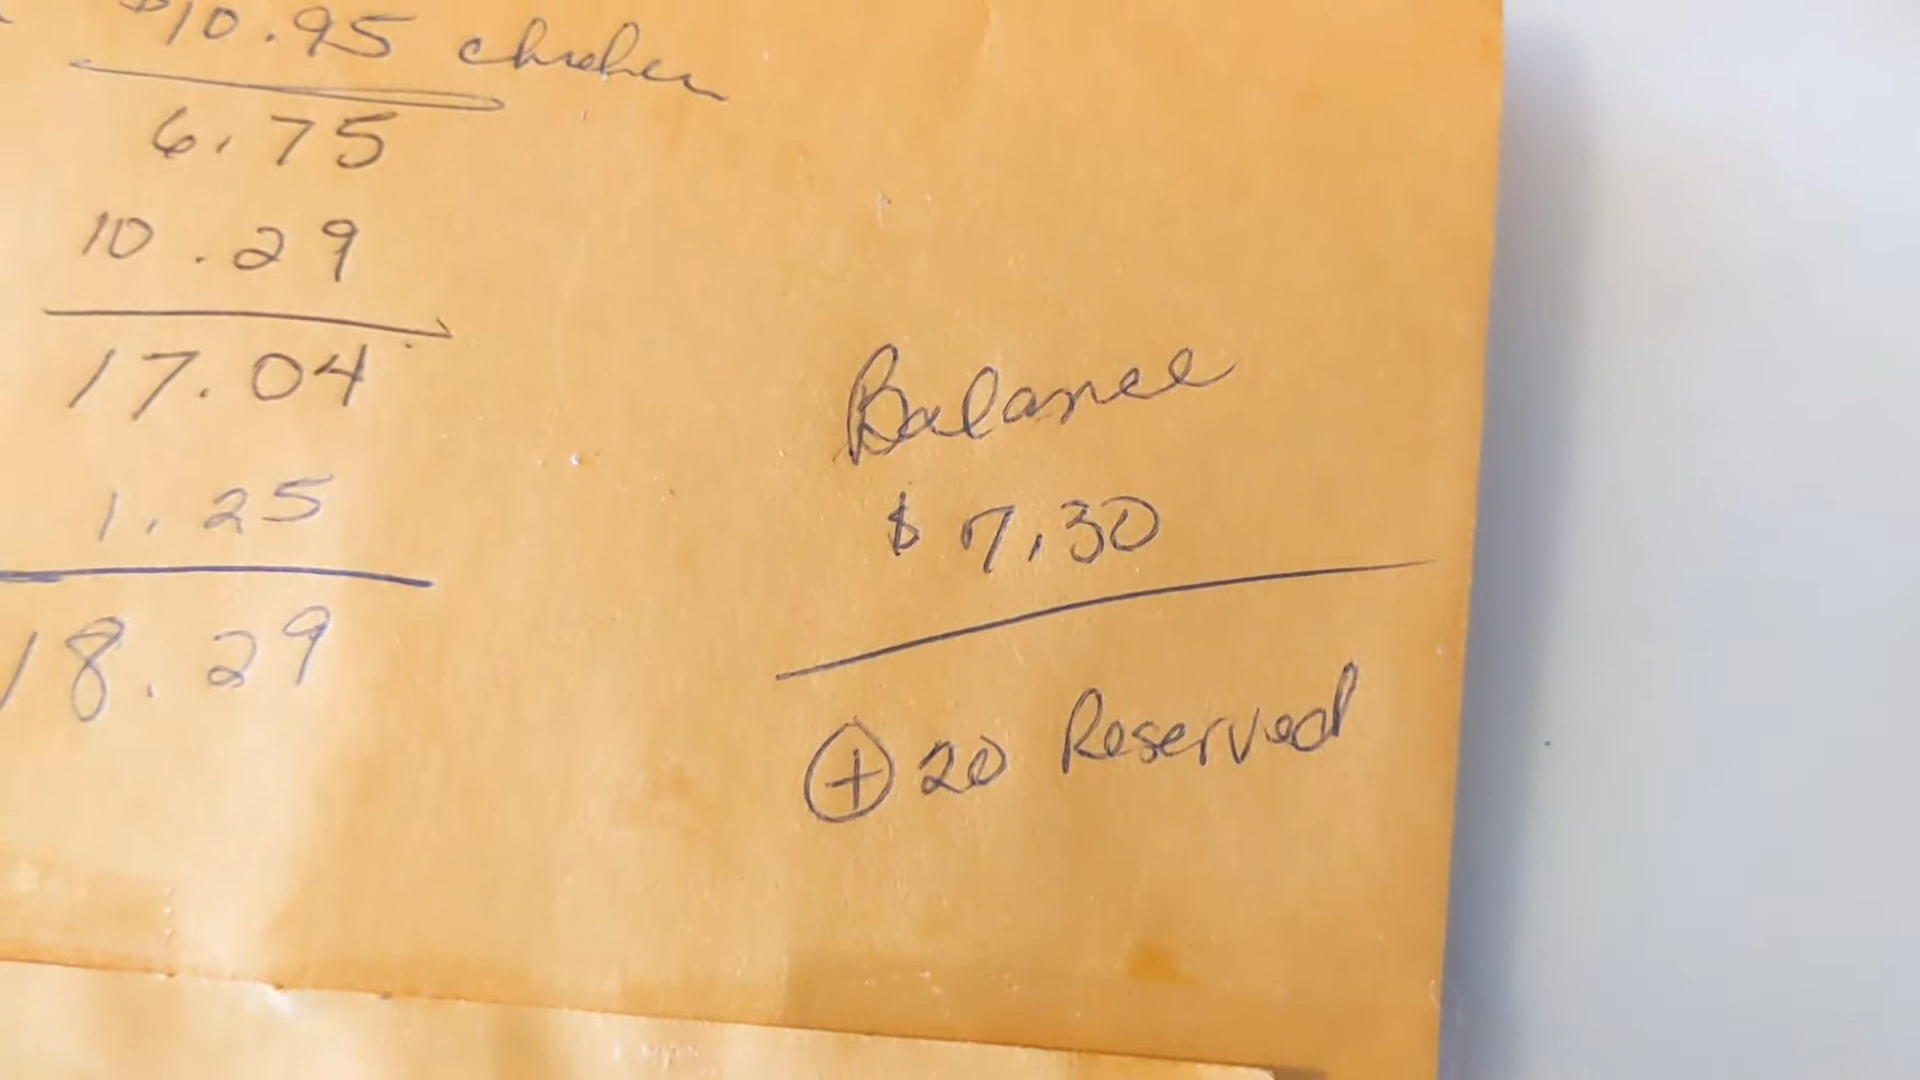 $10.95 chicken
6.75
10.29
17.04
1.25
18.29
Balance
$7.30
+ 20 Reserved